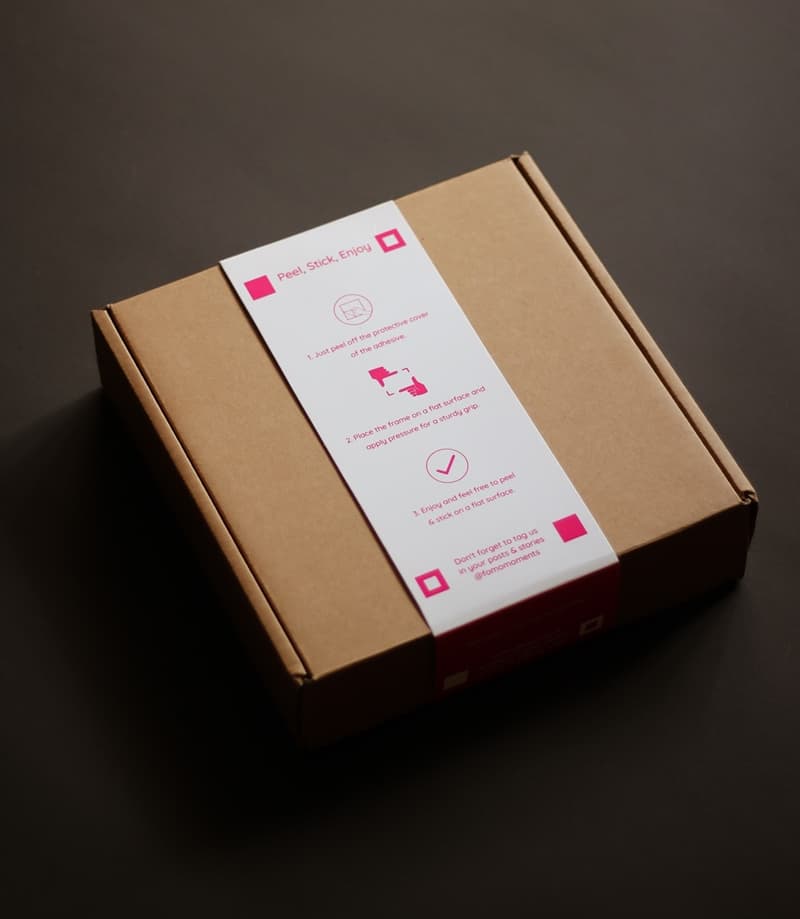 Peel, Stick, Enjoy
1. Just peel off the protective cover
of the adhesive.
2. Place the frame on a flat surface and
apply pressure for a sturdy grip.
3. Enjoy and feel free to peel
& stick on a flat surface.
Don't forget to tag us
in your posts & stories
@fomomoments